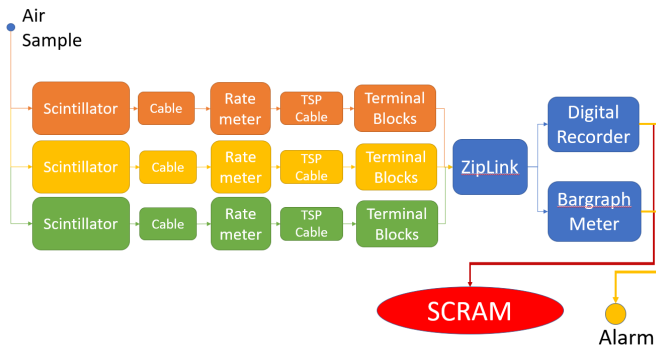 Air
Sample
Scintillator
Cable
Rate
meter
TSP
Cable
Terminal
Blocks
Scintillator
Cable
Rate
meter
TSP
Cable
Terminal
Blocks
Scintillator
Cable
Rate
meter
TSP
Cable
Terminal
Blocks
ZipLink
Digital
Recorder
Bargraph
Meter
SCRAM
Alarm